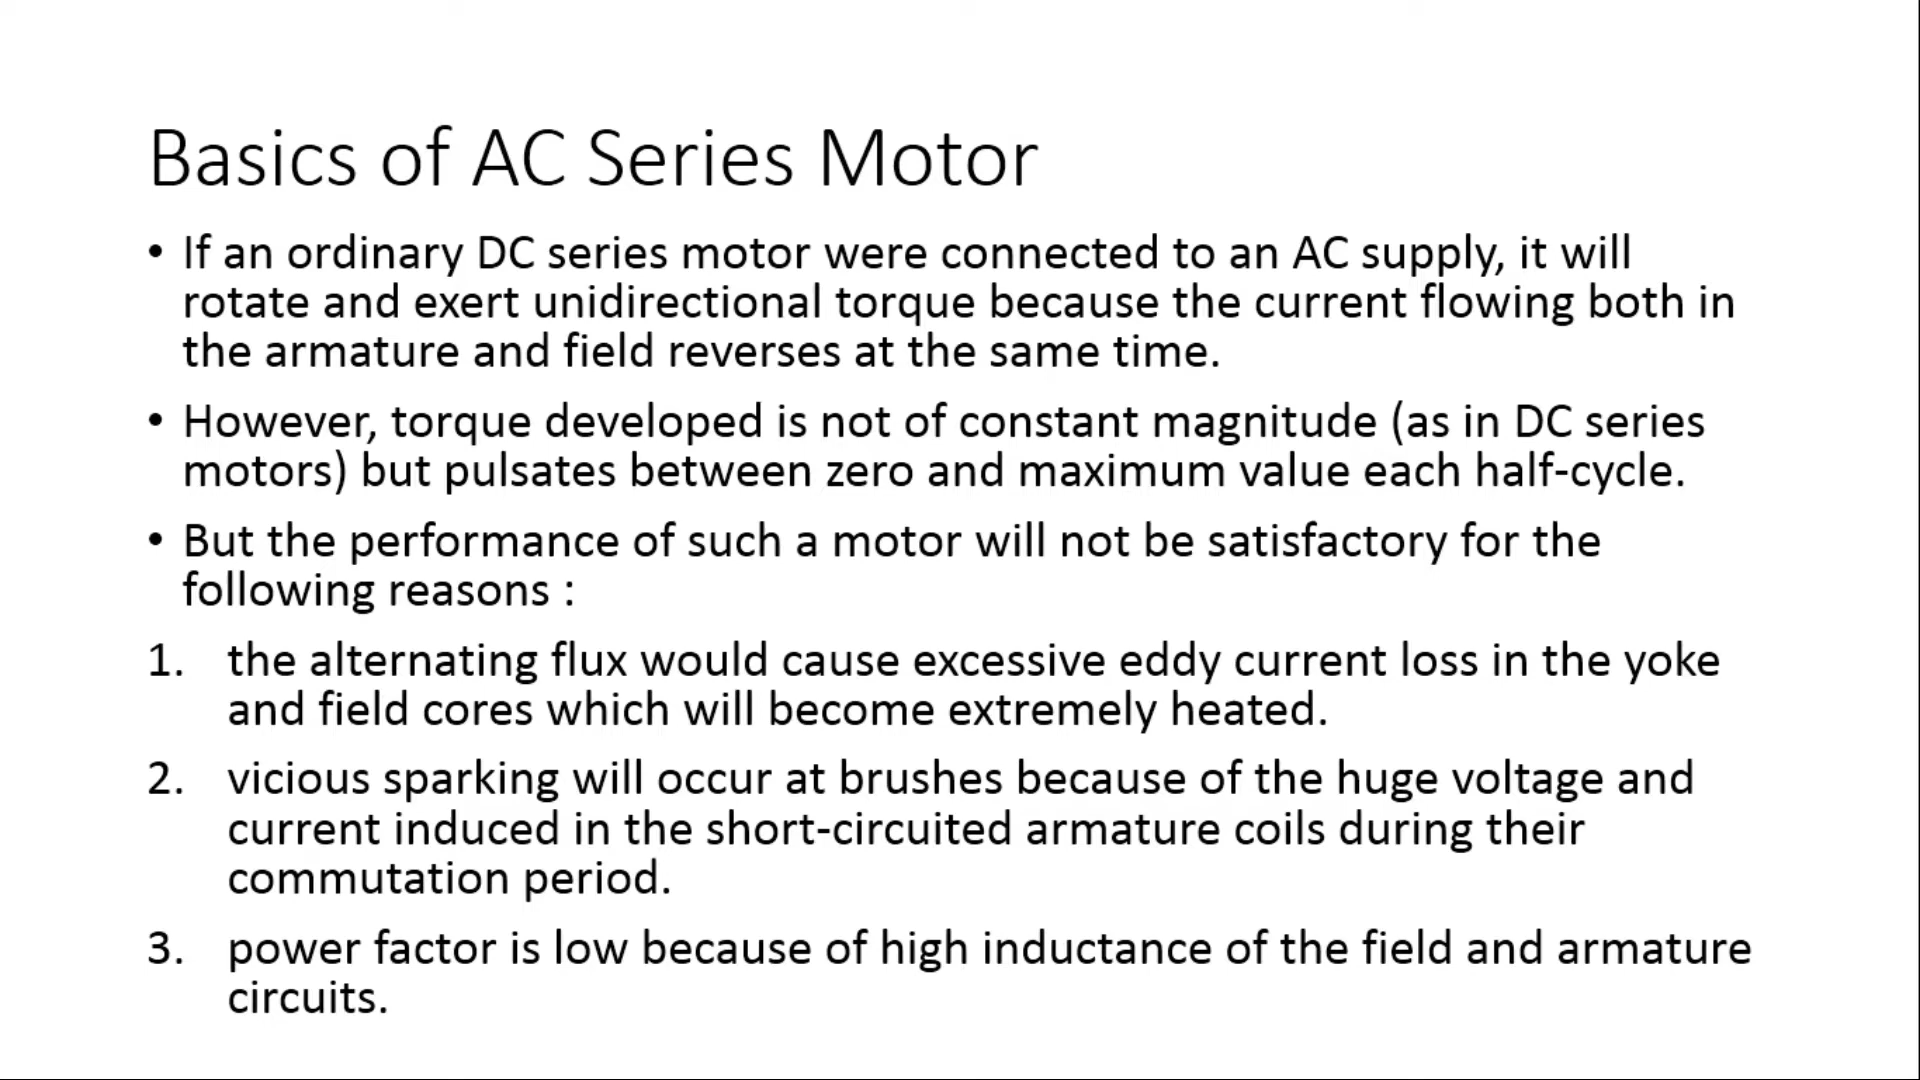 Basics of AC Series Motor
• If an ordinary DC series motor were connected to an AC supply, it will
rotate and exert unidirectional torque because the current flowing both in
the armature and field reverses at the same time.
• However, torque developed is not of constant magnitude (as in DC series
motors) but pulsates between zero and maximum value each half-cycle.
• But the performance of such a motor will not be satisfactory for the
following reasons :
1. the alternating flux would cause excessive eddy current loss in the yoke
and field cores which will become extremely heated.
2. vicious sparking will occur at brushes because of the huge voltage and
current induced in the short-circuited armature coils during their
commutation period.
3. power factor is low because of high inductance of the field and armature
circuits.